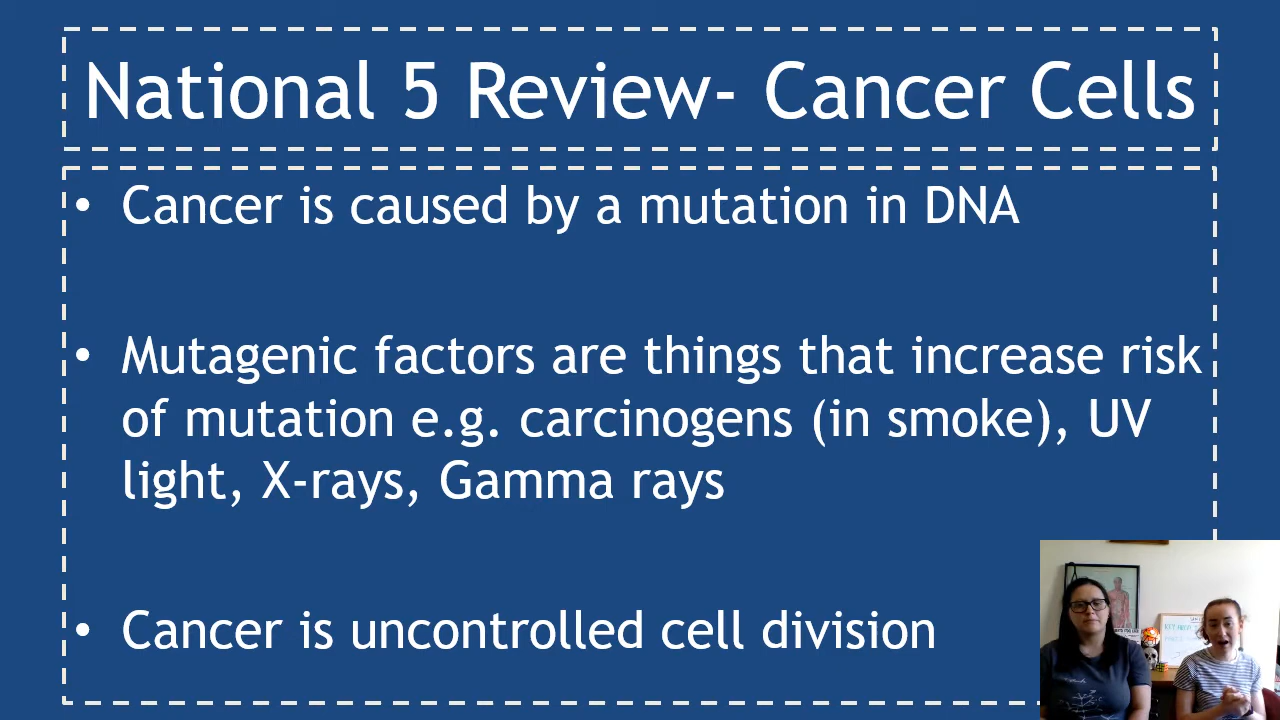 National 5 Review- Cancer Cells
• Cancer is caused by a mutation in DNA
• Mutagenic factors are things that increase risk
of mutation e.g. carcinogens (in smoke), UV
light, X-rays, Gamma rays
• Cancer is uncontrolled cell division